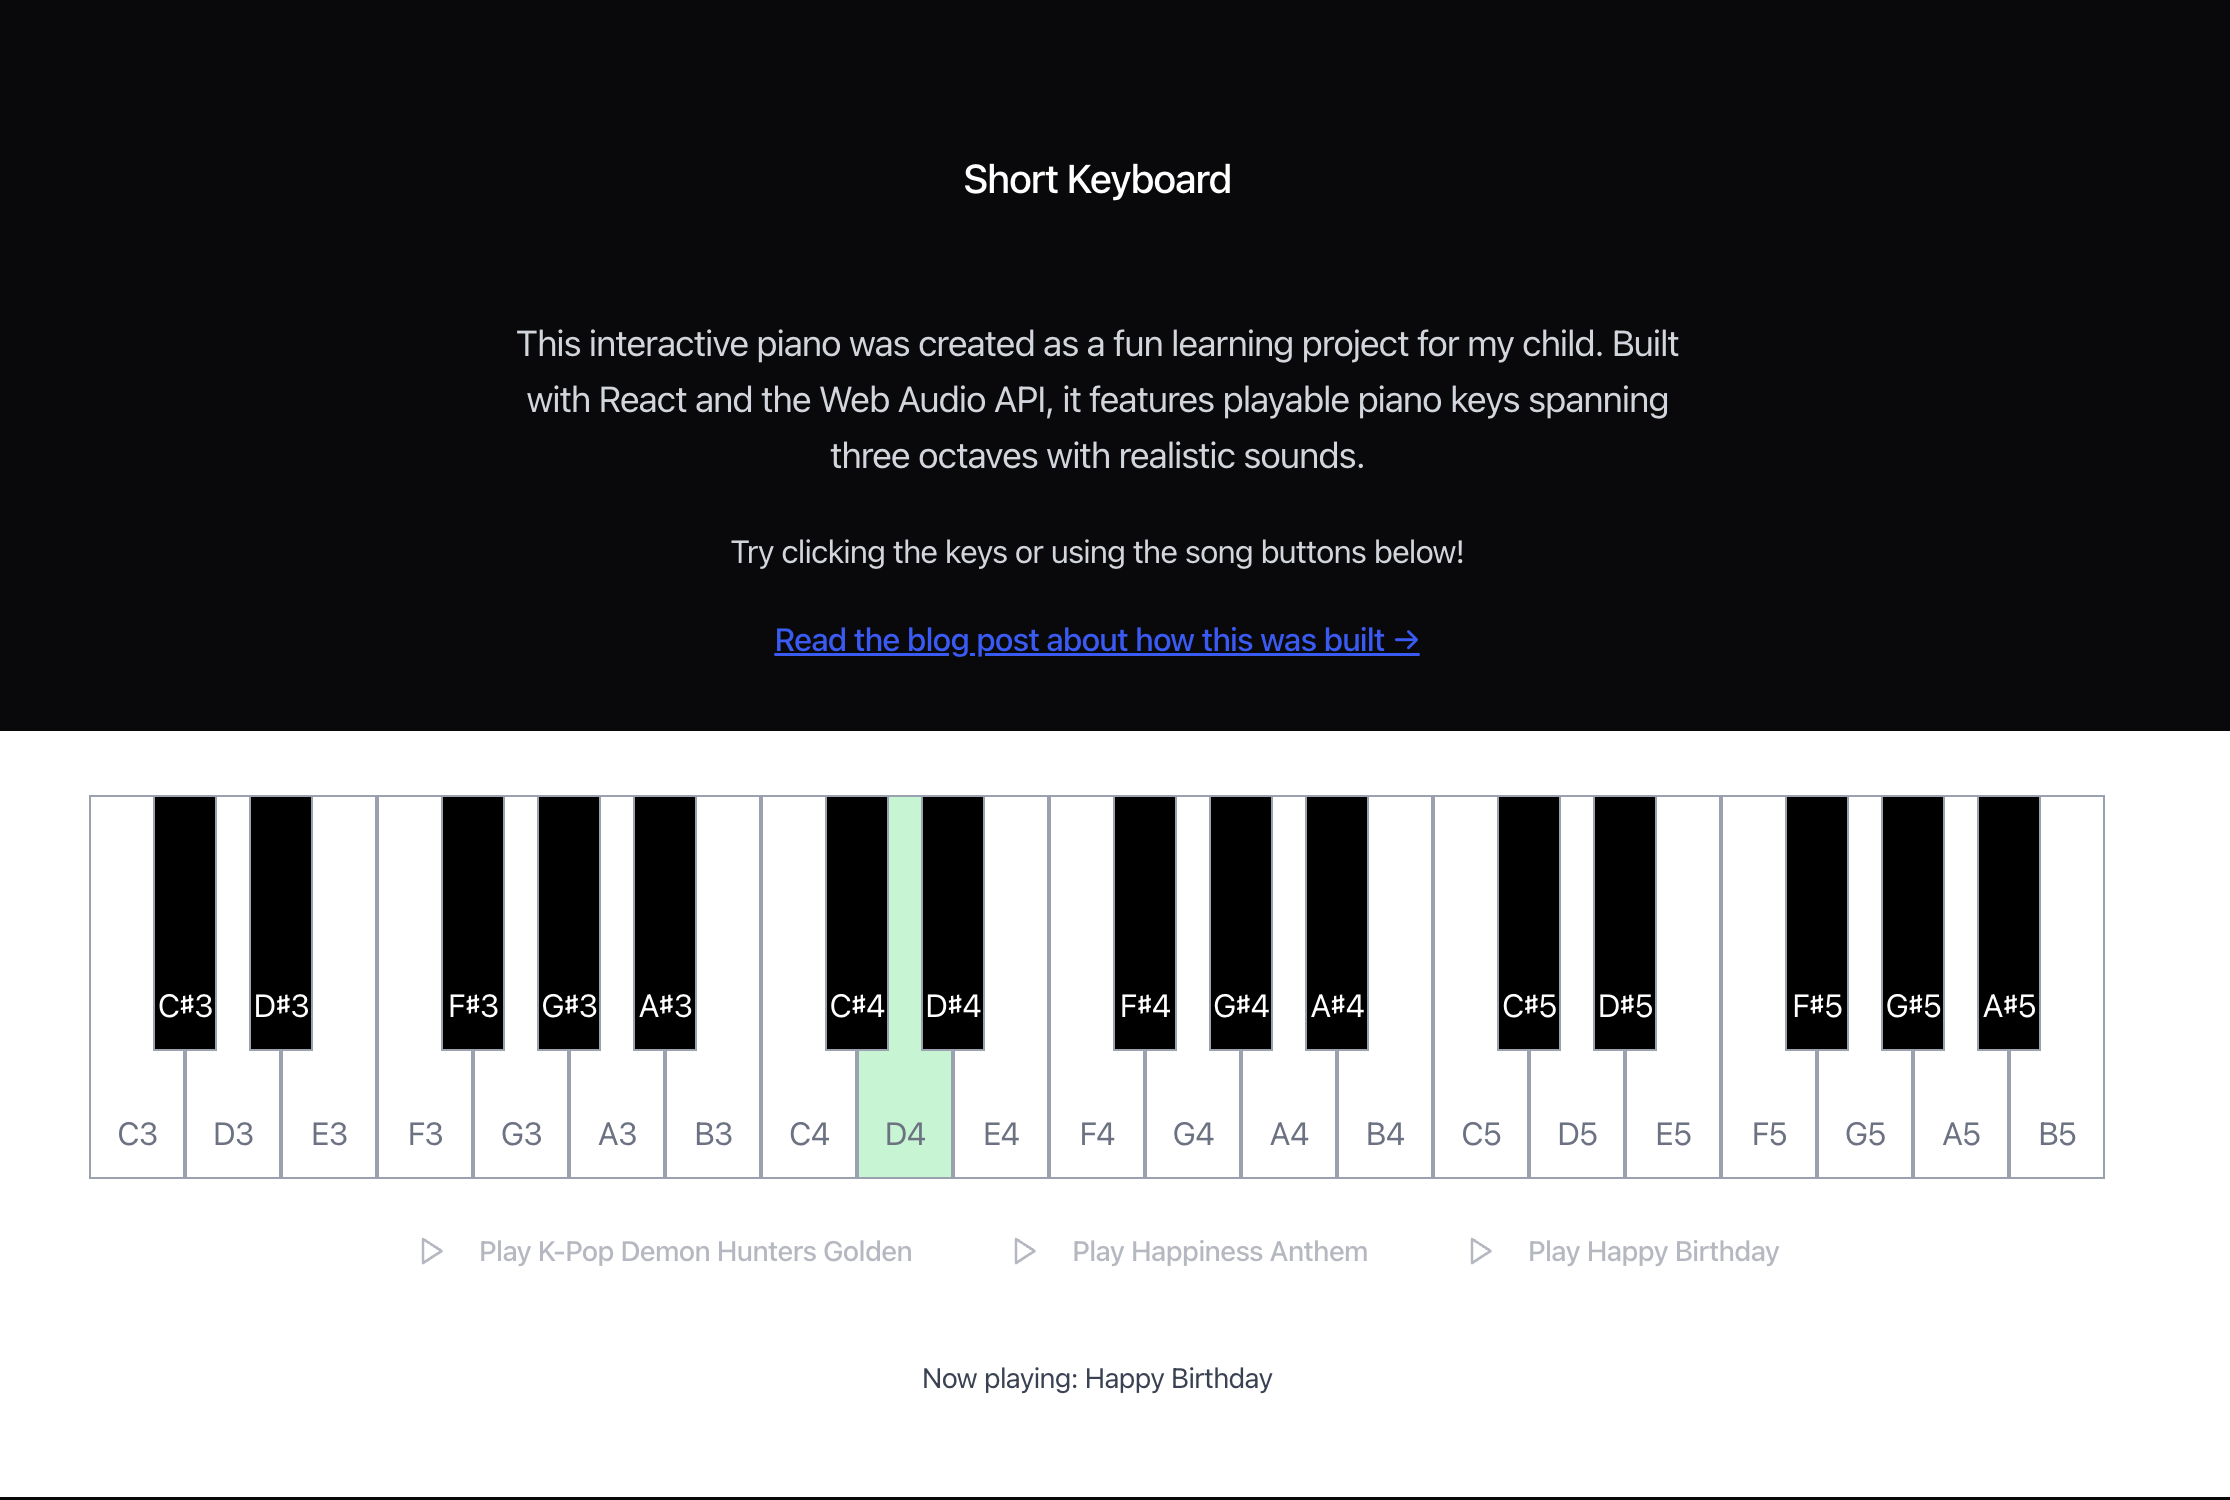 Short Keyboard
This interactive piano was created as a fun learning project for my child. Built
with React and the Web Audio API, it features playable piano keys spanning
three octaves with realistic sounds.
Try clicking the keys or using the song buttons below!
Read the blog post about how this was built →
C♯3 D♯3 F♯3 G♯3 A♯3 C♯4 D♯4 F♯4 G♯4 A♯4 C♯5 D♯5 F♯5 G♯5 A♯5
C3 D3 E3 F3 G3 A3 B3 C4 D4 E4 F4 G4 A4 B4 C5 D5 E5 F5 G5 A5 B5
Play K-Pop Demon Hunters Golden Play Happiness Anthem Play Happy Birthday
Now playing: Happy Birthday